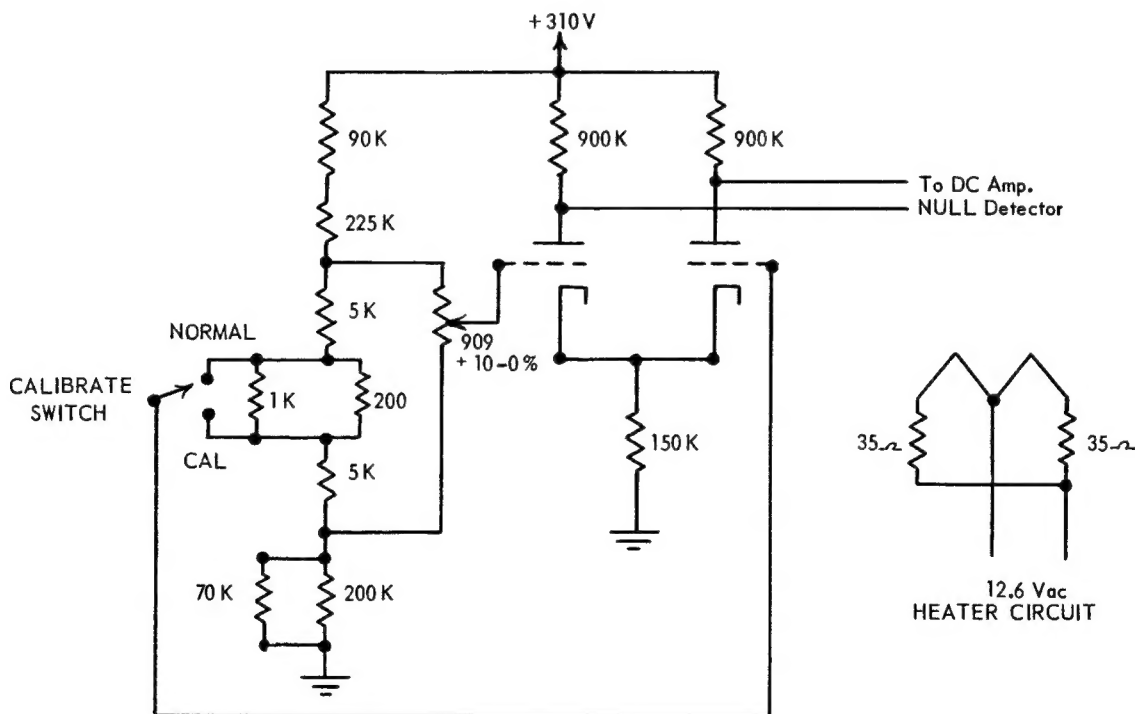 +310V
90K
900K
900K
To DC Amp.
NULL Detector
225K
5K
NORMAL
909
+ 10-0%
CALIBRATE
SWITCH
1K
200
CAL
35Ω
35Ω
150K
5K
70K
200K
12.6 Vac
HEATER CIRCUIT